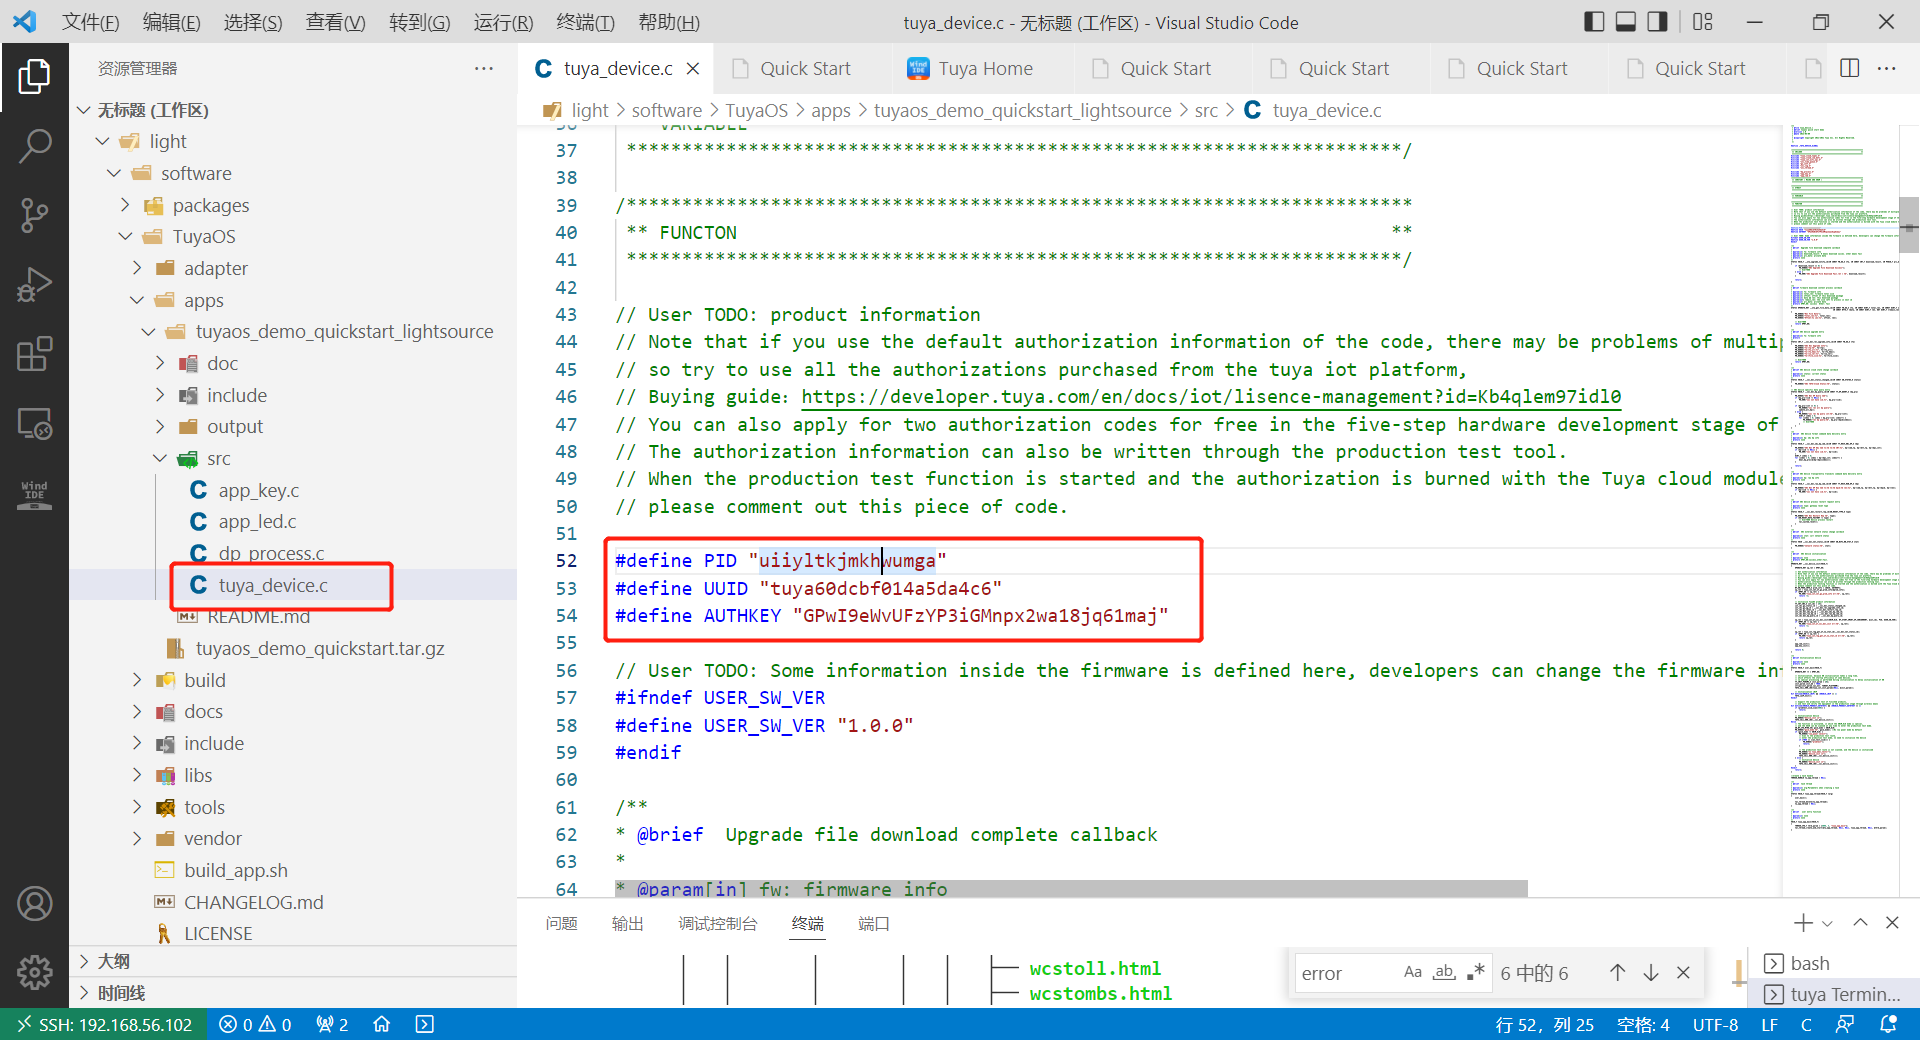 文件(F) 编辑(E) 选择(S) 查看(V) 转到(G) 运行(R) 终端(T) 帮助(H) tuya_device.c - 无标题 (工作区) - Visual Studio Code
资源管理器 ···
tuya_device.c Quick Start Tuya Home Quick Start Quick Start Quick Start Quick Start ···
light > software > TuyaOS > apps > tuyaos_demo_quickstart_lightsource > src > tuya_device.c
无标题 (工作区)
light
software
packages
TuyaOS
adapter
apps
tuyaos_demo_quickstart_lightsource
doc
include
output
src
app_key.c
app_led.c
dp_process.c
tuya_device.c
README.md
tuyaos_demo_quickstart.tar.gz
build
docs
include
libs
tools
vendor
build_app.sh
CHANGELOG.md
LICENSE
大纲
时间线
Wind IDE
36 VARIABLE
37 **********************************************************************/
38
39 /***********************************************************************
40 ** FUNCTON **
41 **********************************************************************/
42
43 // User TODO: product information
44 // Note that if you use the default authorization information of the code, there may be problems of multip
45 // so try to use all the authorizations purchased from the tuya iot platform,
46 // Buying guide: https://developer.tuya.com/en/docs/iot/lisence-management?id=Kb4qlem97idl0
47 // You can also apply for two authorization codes for free in the five-step hardware development stage of
48 // The authorization information can also be written through the production test tool.
49 // When the production test function is started and the authorization is burned with the Tuya cloud module
50 // please comment out this piece of code.
51
52 #define PID "uiiyltkjmkhwumga"
53 #define UUID "tuya60dcbf014a5da4c6"
54 #define AUTHKEY "GPwI9eWvUFzYP3iGMnpx2wa18jq61maj"
55
56 // User TODO: Some information inside the firmware is defined here, developers can change the firmware inf
57 #ifndef USER_SW_VER
58 #define USER_SW_VER "1.0.0"
59 #endif
60
61 /**
62 * @brief Upgrade file download complete callback
63 *
64 * @param[in] fw: firmware info
问题 输出 调试控制台 终端 端口
wcstoll.html
wcstombs.html
error Aa ab .* 6 中的 6
bash
tuya Termin...
SSH: 192.168.56.102 0 0 2 行 52，列 25 空格: 4 UTF-8 LF C